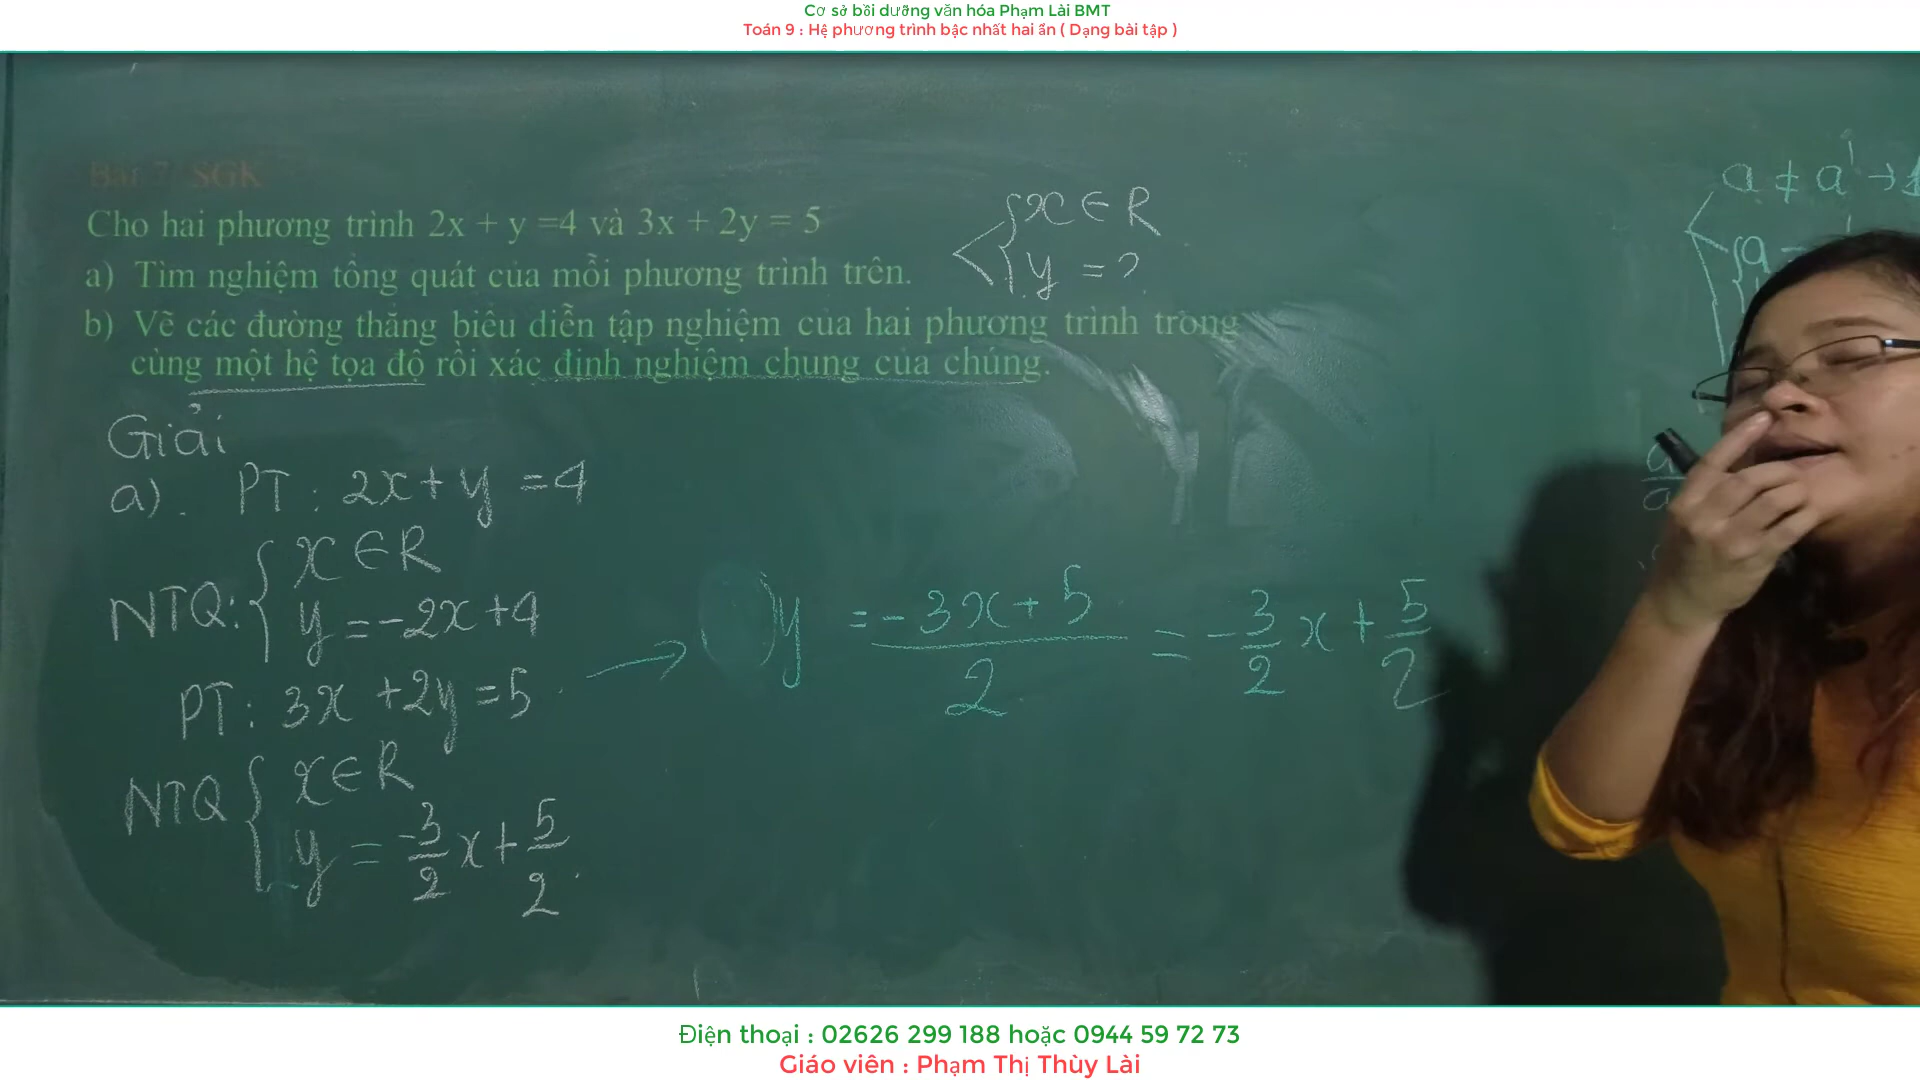 Cơ sở bồi dưỡng văn hóa Phạm Lài BMT
Toán 9 : Hệ phương trình bậc nhất hai ẩn ( Dạng bài tập )
Bài 7 SGK
Cho hai phương trình 2x + y =4 và 3x + 2y = 5
a) Tìm nghiệm tổng quát của mỗi phương trình trên.
b) Vẽ các đường thẳng biểu diễn tập nghiệm của hai phương trình trong
cùng một hệ tọa độ rồi xác định nghiệm chung của chúng.
{ x ∈ R
y = ?
a ≠ a' →
Giải
a). PT : 2x + y = 4
NTQ: { x ∈ R
y = -2x + 4
PT : 3x + 2y = 5 → y = (-3x + 5)/2 = -3/2 x + 5/2
NTQ { x ∈ R
y = -3/2 x + 5/2
Điện thoại : 02626 299 188 hoặc 0944 59 72 73
Giáo viên : Phạm Thị Thùy Lài